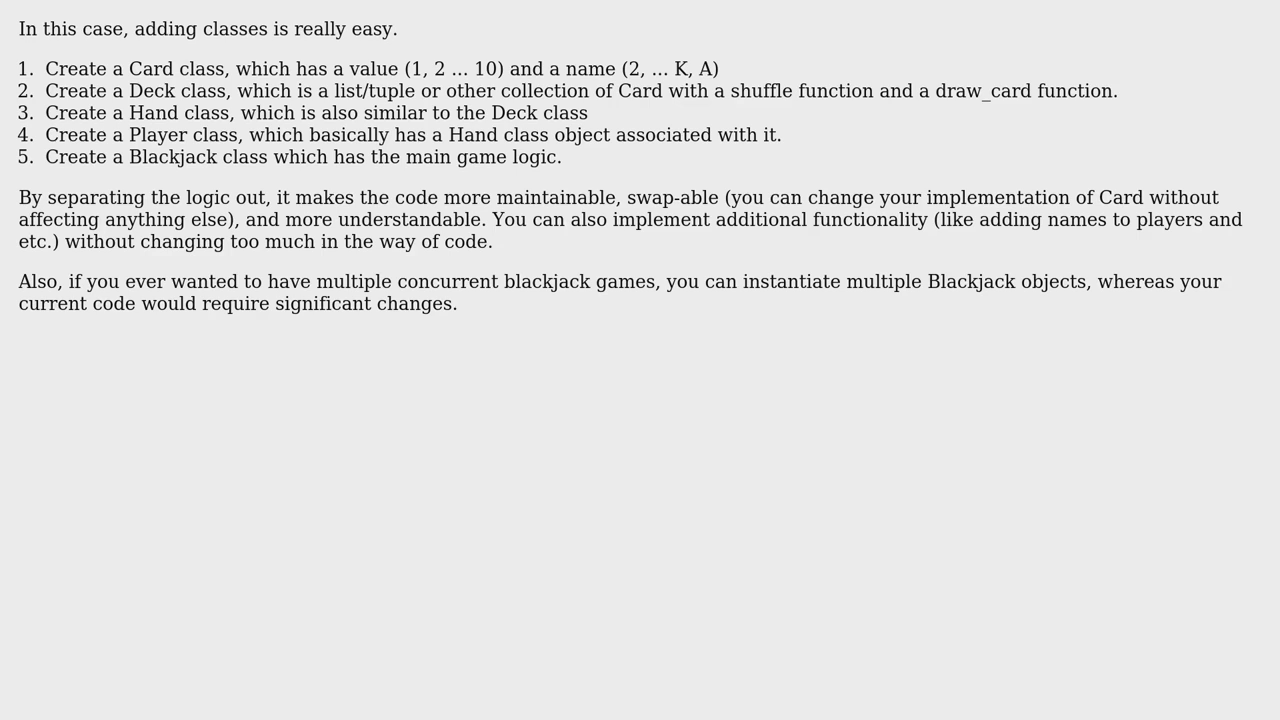 In this case, adding classes is really easy.
1. Create a Card class, which has a value (1, 2 ... 10) and a name (2, ... K, A)
2. Create a Deck class, which is a list/tuple or other collection of Card with a shuffle function and a draw_card function.
3. Create a Hand class, which is also similar to the Deck class
4. Create a Player class, which basically has a Hand class object associated with it.
5. Create a Blackjack class which has the main game logic.
By separating the logic out, it makes the code more maintainable, swap-able (you can change your implementation of Card without
affecting anything else), and more understandable. You can also implement additional functionality (like adding names to players and
etc.) without changing too much in the way of code.
Also, if you ever wanted to have multiple concurrent blackjack games, you can instantiate multiple Blackjack objects, whereas your
current code would require significant changes.